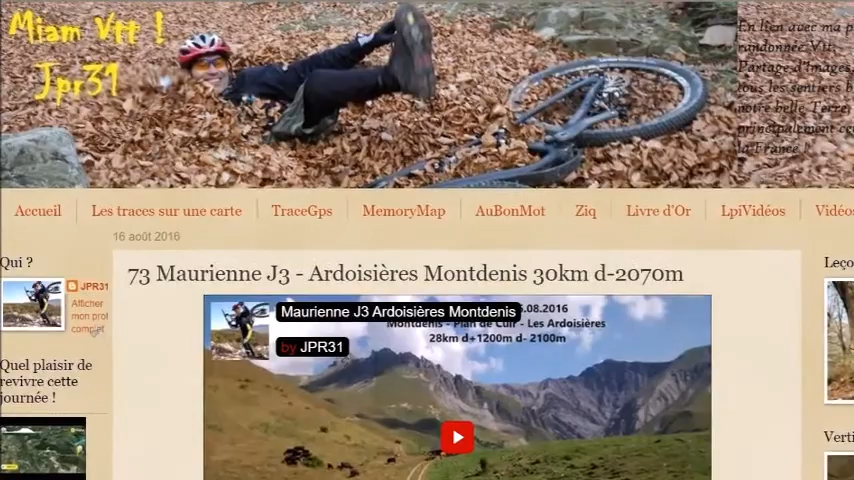 Miam Vtt !
Jpr31
En lien avec ma p
randonnée Vtt.
Partage d'Images,
tous les sentiers
notre belle Terre,
principalement
la France !
Accueil
Les traces sur une carte
TraceGps
MemoryMap
AuBonMot
Ziq
Livre d'Or
LpiVidéos
Vidéos
16 août 2016
Qui ?
JPR31
Afficher
mon prof
complet
Quel plaisir de
revivre cette
journée !
73 Maurienne J3 - Ardoisières Montdenis 30km d-2070m
Maurienne J3 Ardoisières Montdenis
.08.2016
by JPR31
Montdenis - Plan de Cuir - Les Ardoisières
28km d+1200m d- 2100m
Leço
Verti